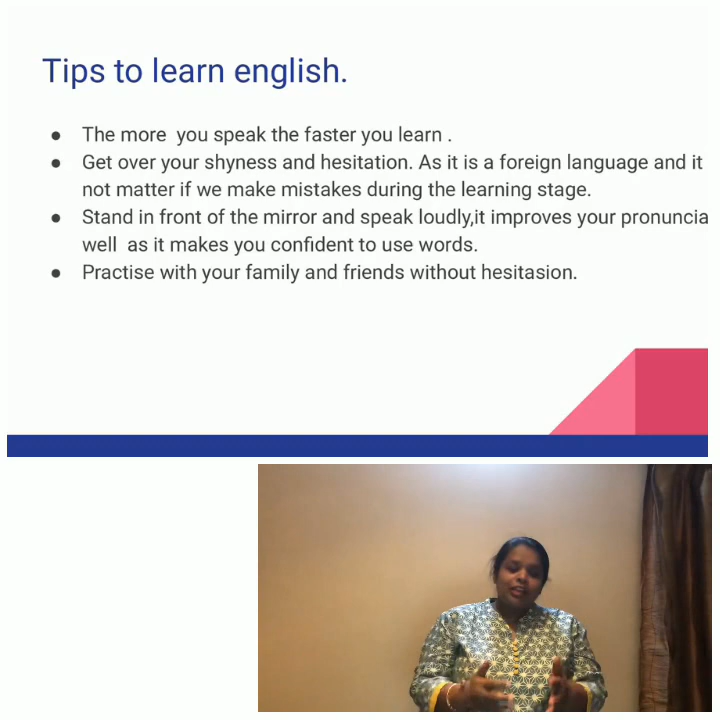 Tips to learn english.
● The more you speak the faster you learn .
● Get over your shyness and hesitation. As it is a foreign language and it
not matter if we make mistakes during the learning stage.
● Stand in front of the mirror and speak loudly,it improves your pronuncia
well as it makes you confident to use words.
● Practise with your family and friends without hesitasion.